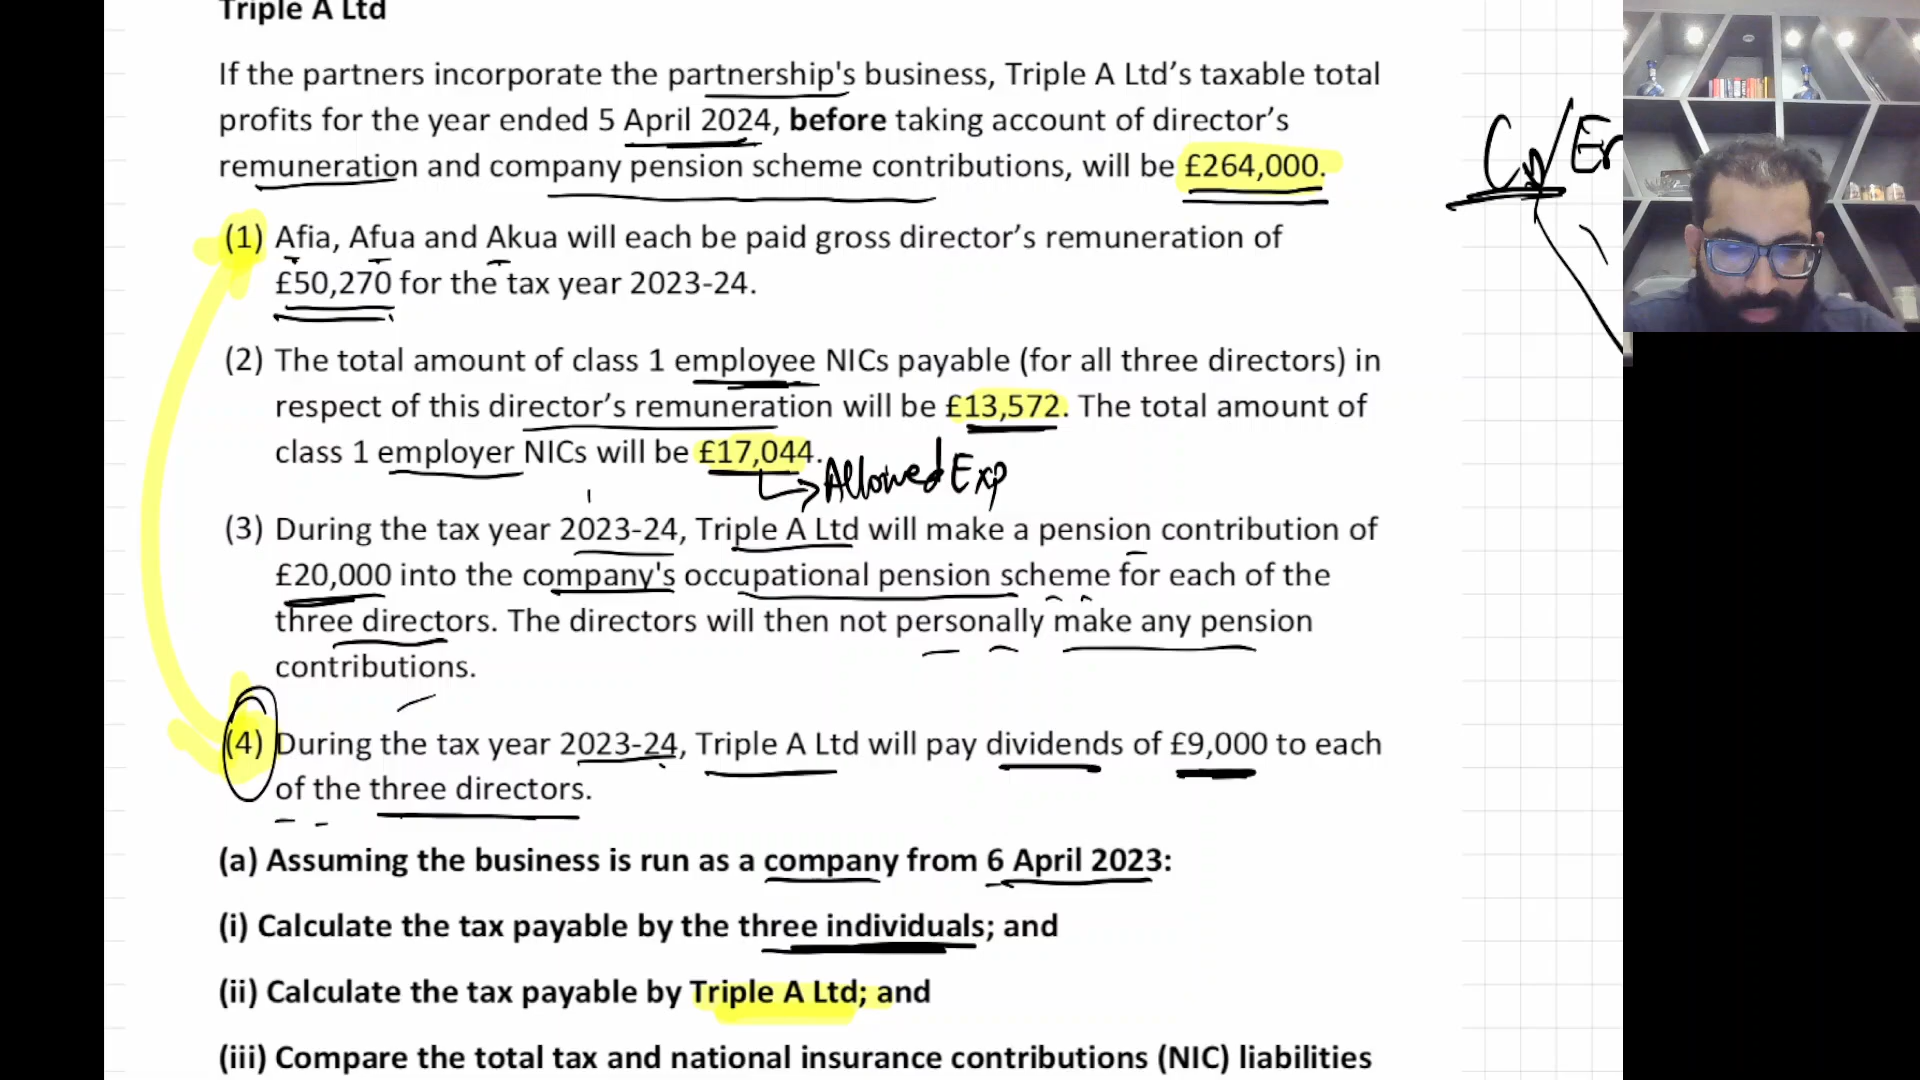 Triple A Ltd
If the partners incorporate the partnership's business, Triple A Ltd’s taxable total
profits for the year ended 5 April 2024, before taking account of director’s
remuneration and company pension scheme contributions, will be £264,000.
(1) Afia, Afua and Akua will each be paid gross director’s remuneration of
£50,270 for the tax year 2023-24.
(2) The total amount of class 1 employee NICs payable (for all three directors) in
respect of this director’s remuneration will be £13,572. The total amount of
class 1 employer NICs will be £17,044.
Allowed Exp
(3) During the tax year 2023-24, Triple A Ltd will make a pension contribution of
£20,000 into the company's occupational pension scheme for each of the
three directors. The directors will then not personally make any pension
contributions.
(4) During the tax year 2023-24, Triple A Ltd will pay dividends of £9,000 to each
of the three directors.
(a) Assuming the business is run as a company from 6 April 2023:
(i) Calculate the tax payable by the three individuals; and
(ii) Calculate the tax payable by Triple A Ltd; and
(iii) Compare the total tax and national insurance contributions (NIC) liabilities